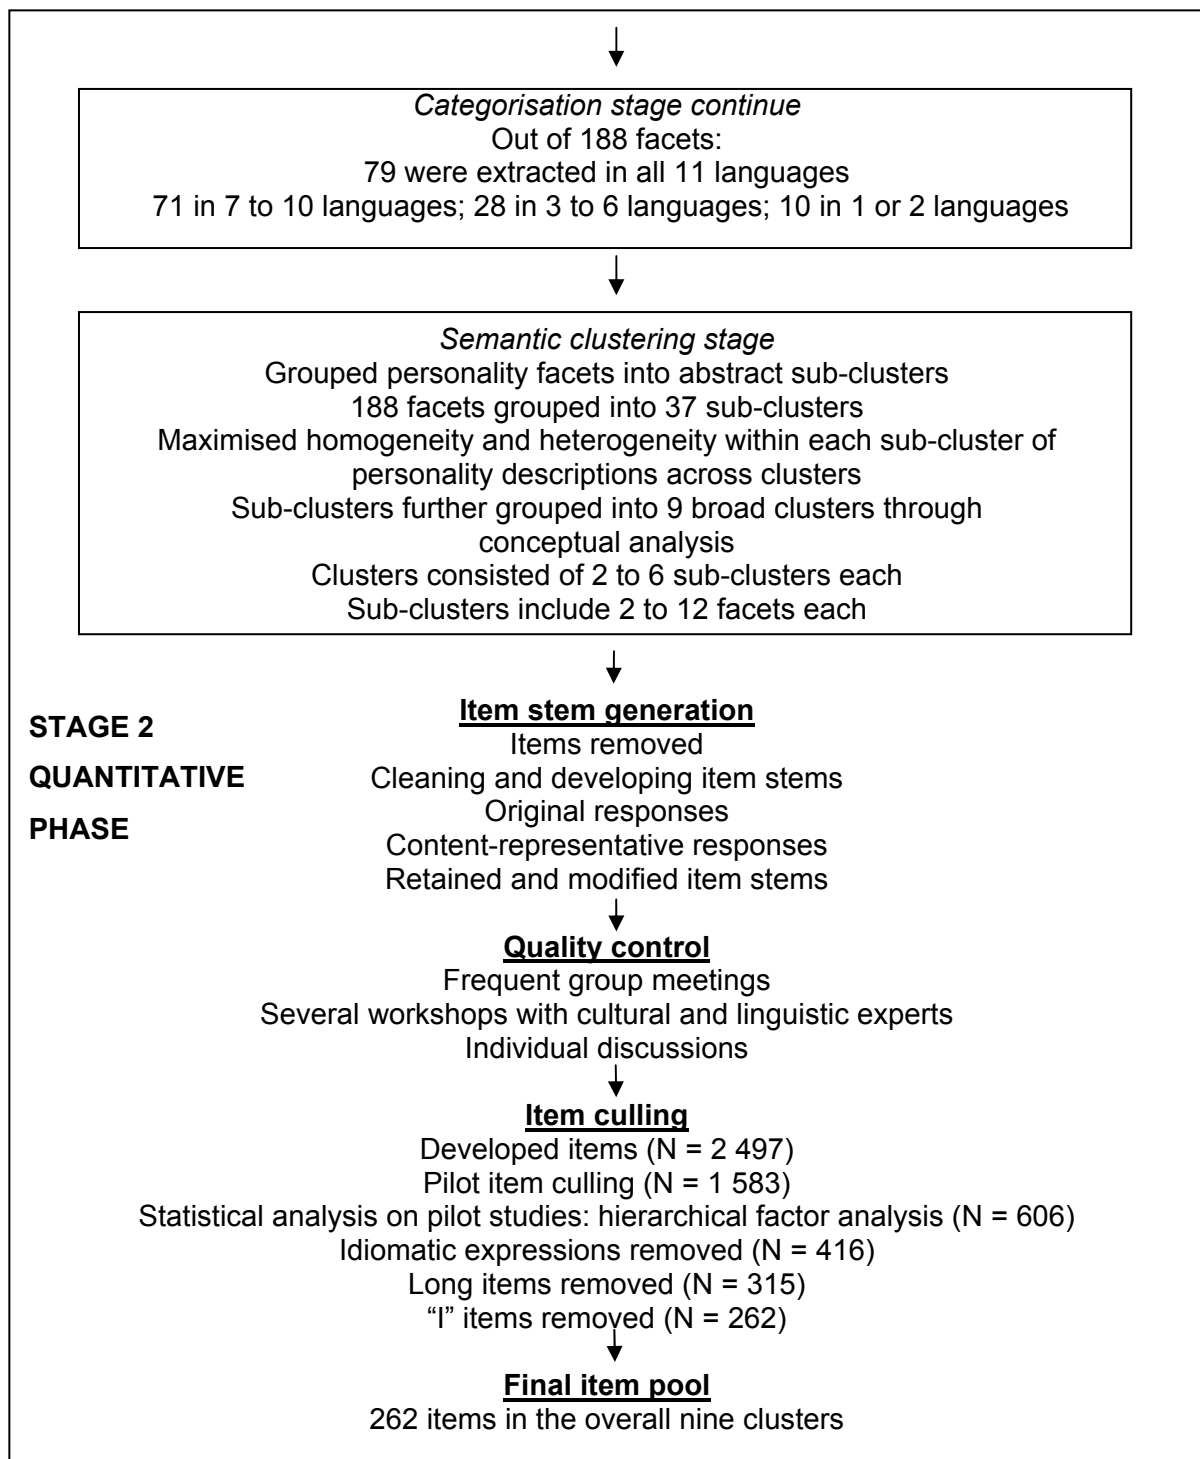 Categorisation stage continue
Out of 188 facets:
79 were extracted in all 11 languages
71 in 7 to 10 languages; 28 in 3 to 6 languages; 10 in 1 or 2 languages
Semantic clustering stage
Grouped personality facets into abstract sub-clusters
188 facets grouped into 37 sub-clusters
Maximised homogeneity and heterogeneity within each sub-cluster of
personality descriptions across clusters
Sub-clusters further grouped into 9 broad clusters through
conceptual analysis
Clusters consisted of 2 to 6 sub-clusters each
Sub-clusters include 2 to 12 facets each
STAGE 2
QUANTITATIVE
PHASE
Item stem generation
Items removed
Cleaning and developing item stems
Original responses
Content-representative responses
Retained and modified item stems
Quality control
Frequent group meetings
Several workshops with cultural and linguistic experts
Individual discussions
Item culling
Developed items (N = 2 497)
Pilot item culling (N = 1 583)
Statistical analysis on pilot studies: hierarchical factor analysis (N = 606)
Idiomatic expressions removed (N = 416)
Long items removed (N = 315)
“I” items removed (N = 262)
Final item pool
262 items in the overall nine clusters